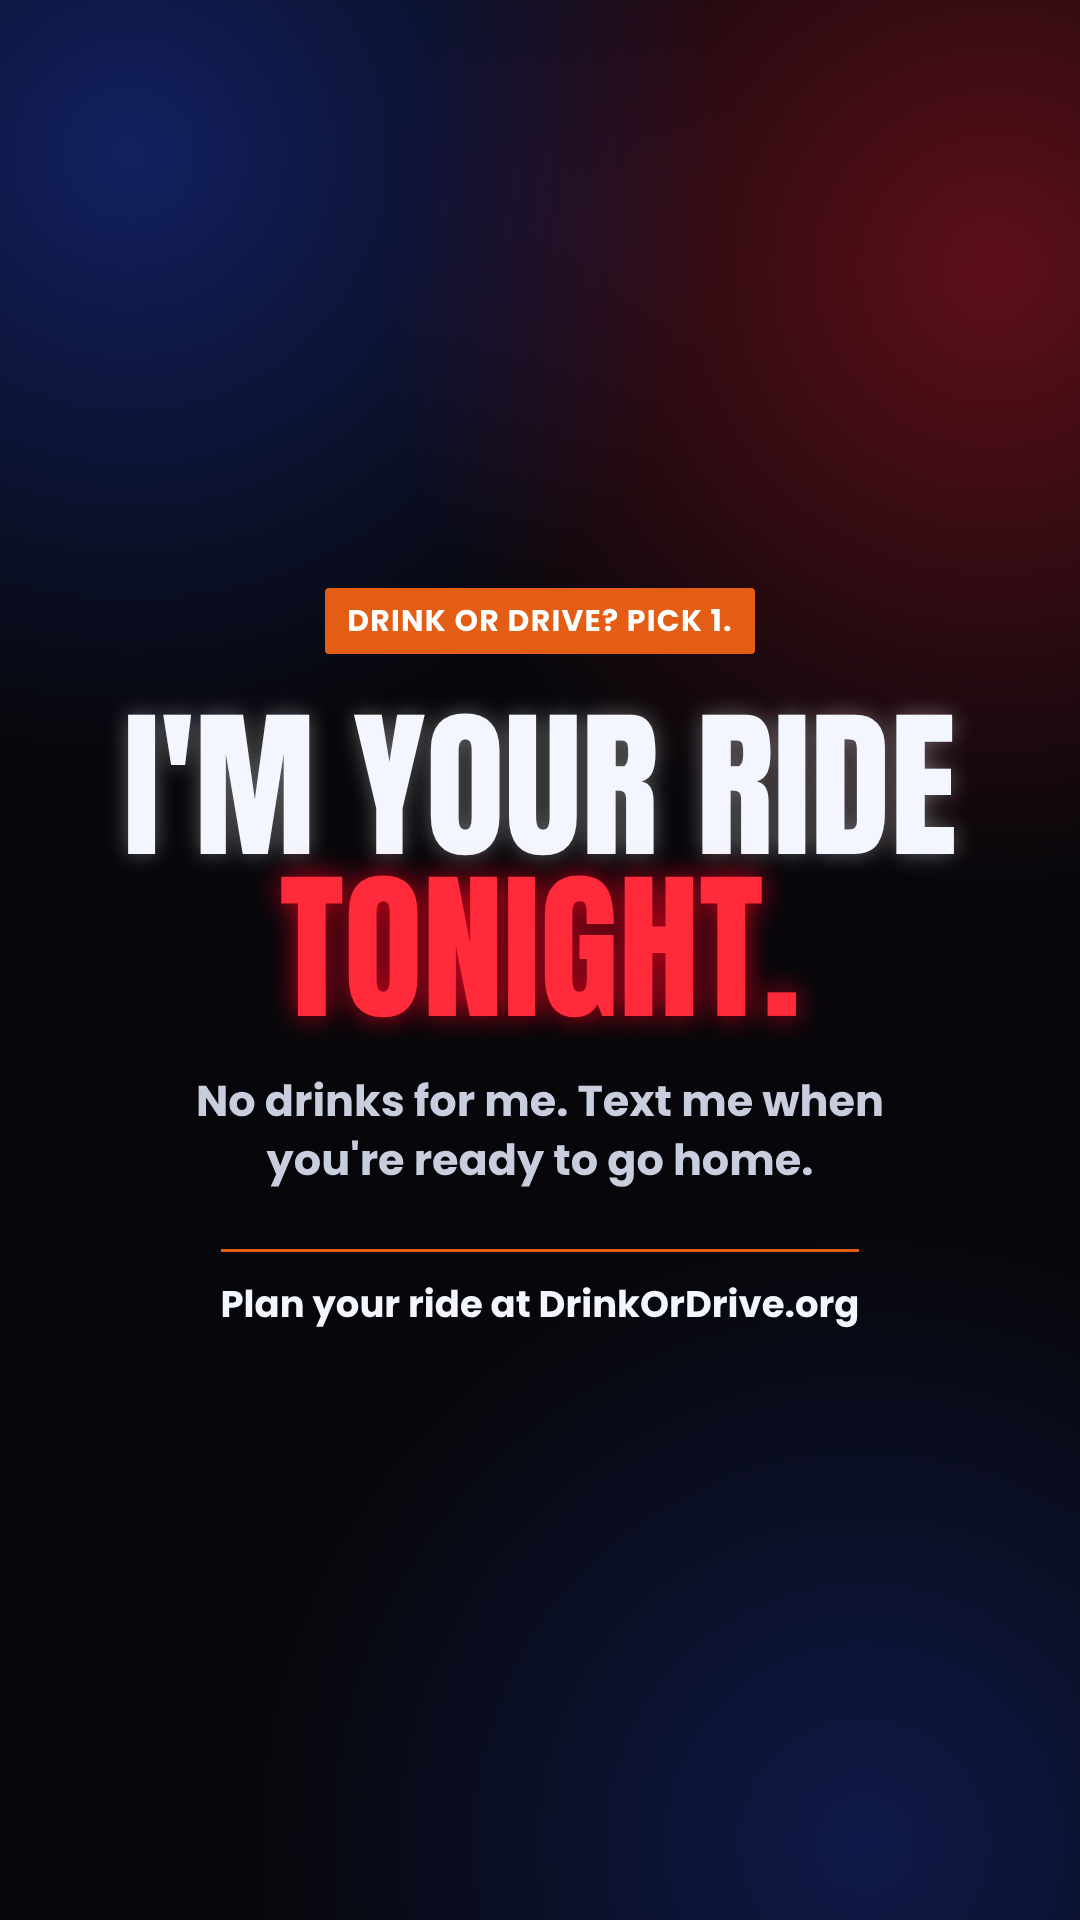 DRINK OR DRIVE? PICK 1.
I'M YOUR RIDE
TONIGHT.
No drinks for me. Text me when
you're ready to go home.
Plan your ride at DrinkOrDrive.org